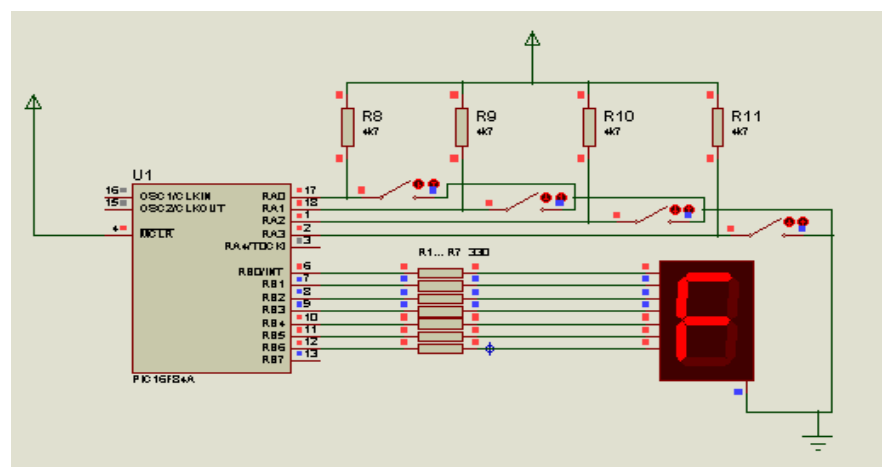 R8
4k7
R9
4k7
R10
4k7
R11
4k7
U1
16 OSC1/CLKIN RA0 17
15 OSC2/CLKOUT RA1 18
RA2 1
4 MCLR RA3 2
RA4/T0CKI 3
RB0/INT 6
RB1 7
RB2 8
RB3 9
RB4 10
RB5 11
RB6 12
RB7 13
PIC16F84A
R1... R7 330
F